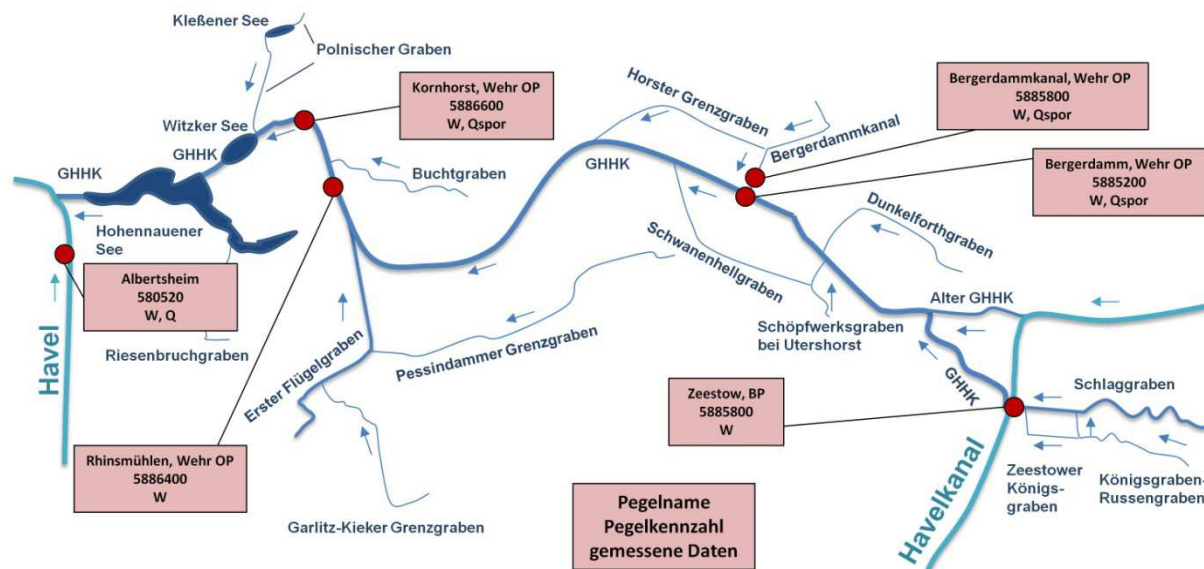 Kleßener See
Polnischer Graben
Kornhorst, Wehr OP
5886600
W, Qspor
Horster Grenzgraben
Bergerdammkanal, Wehr OP
5885800
W, Qspor
Witzker See
GHHK
Bergerdammkanal
GHHK
GHHK
Buchtgraben
Bergerdamm, Wehr OP
5885200
W, Qspor
Hohennauener
See
Dunkelforthgraben
Schwanenhellgraben
Albertsheim
580520
W, Q
Alter GHHK
Schöpfwerksgraben
bei Utershorst
Riesenbruchgraben
Havel
Erster Flügelgraben
Pessindammer Grenzgraben
GHHK
Zeestow, BP
5885800
W
Schlaggraben
Rhinsmühlen, Wehr OP
5886400
W
Havelkanal
Zeestower
Königs-
graben
Königsgraben-
Russengraben
Garlitz-Kieker Grenzgraben
Pegelname
Pegelkennzahl
gemessene Daten